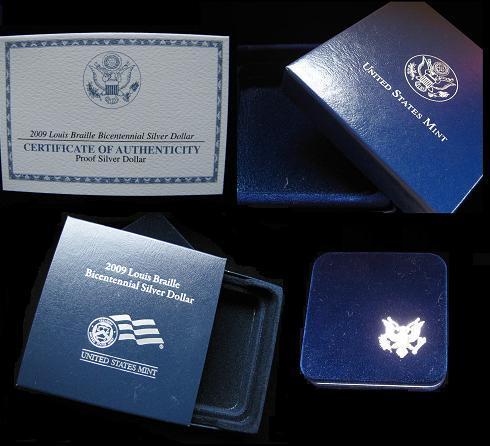 2009 Louis Braille Bicentennial Silver Dollar
CERTIFICATE OF AUTHENTICITY
Proof Silver Dollar
UNITED STATES MINT
2009 Louis Braille
Bicentennial Silver Dollar
UNITED STATES MINT